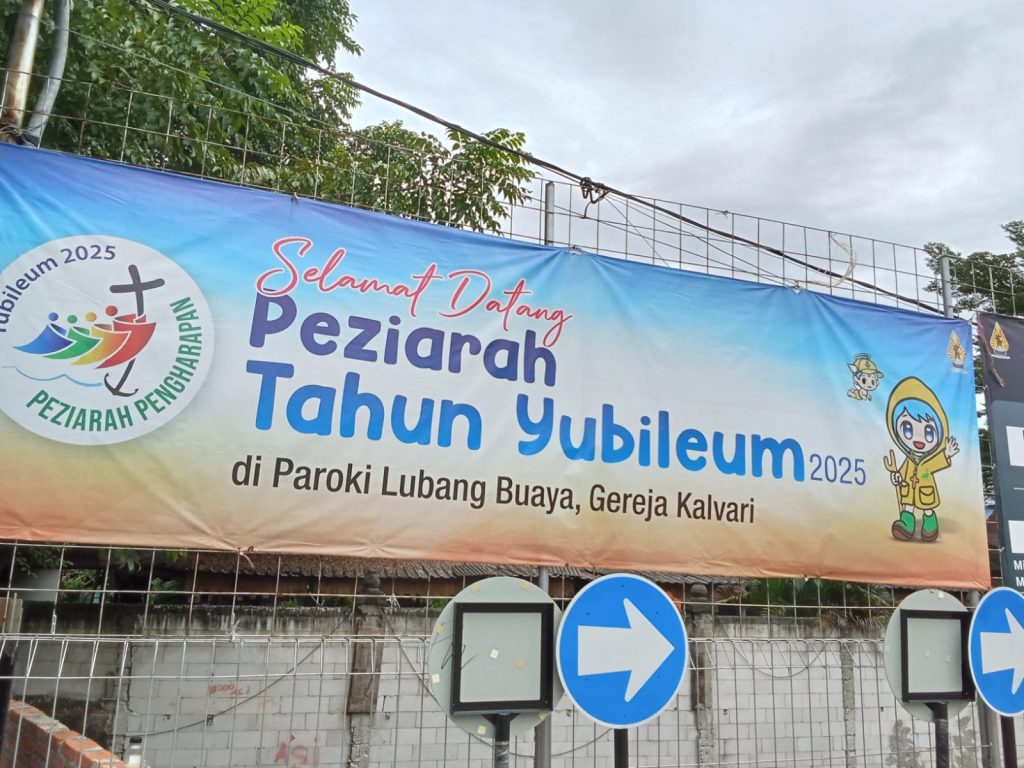 Yubileum 2025
PEZIARAH PENGHARAPAN
Selamat Datang
Peziarah
Tahun Yubileum 2025
di Paroki Lubang Buaya, Gereja Kalvari